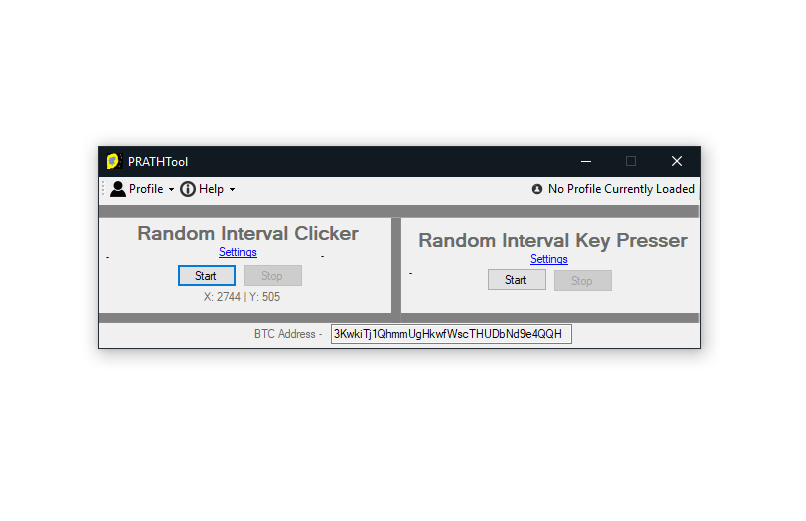 PRATHTool
Profile Help No Profile Currently Loaded
Random Interval Clicker
Settings
-
-
Start Stop
X: 2744 | Y: 505
Random Interval Key Presser
Settings
-
Start Stop
BTC Address - 3KwkiTj1QhmmUgHkwfWscTHUDbNd9e4QQH